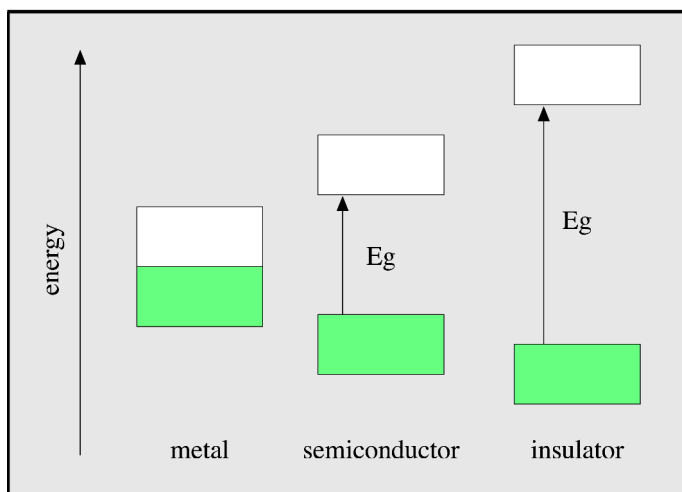 energy
Eg
Eg
metal
semiconductor
insulator